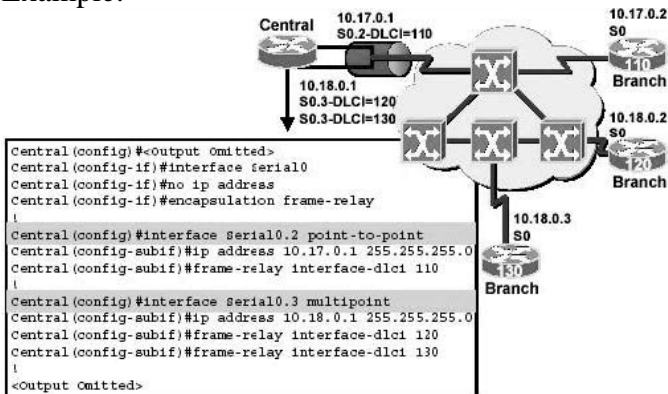 Example:
Central
10.17.0.1
S0.2-DLCI=110
10.17.0.2
S0
110
Branch
10.18.0.1
S0.3-DLCI=120
S0.3-DLCI=130
10.18.0.2
S0
120
Branch
10.18.0.3
S0
130
Branch
Central(config)#<Output Omitted>
Central(config-if)#interface Serial0
Central(config-if)#no ip address
Central(config-if)#encapsulation frame-relay
!
Central(config)#interface Serial0.2 point-to-point
Central(config-subif)#ip address 10.17.0.1 255.255.255.0
Central(config-subif)#frame-relay interface-dlci 110
!
Central(config)#interface Serial0.3 multipoint
Central(config-subif)#ip address 10.18.0.1 255.255.255.0
Central(config-subif)#frame-relay interface-dlci 120
Central(config-subif)#frame-relay interface-dlci 130
!
<Output Omitted>